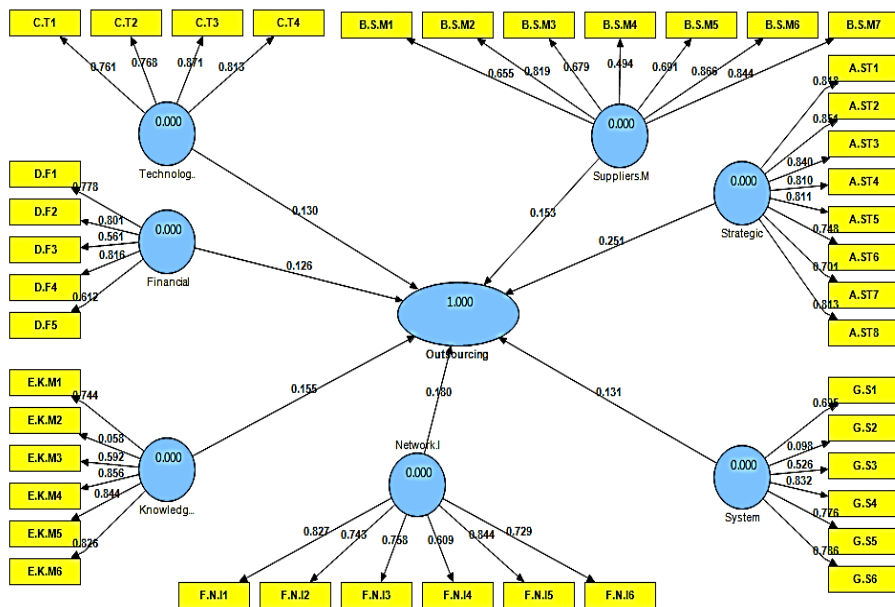 C.T1 C.T2 C.T3 C.T4
0.761 0.768 0.871 0.813
0.000
Technolog..
B.S.M1 B.S.M2 B.S.M3 B.S.M4 B.S.M5 B.S.M6 B.S.M7
0.655 0.819 0.679 0.494 0.691 0.866 0.844
0.000
Suppliers.M
A.ST1
A.ST2
A.ST3
A.ST4
A.ST5
A.ST6
A.ST7
A.ST8
0.818
0.851
0.840
0.810
0.811
0.748
0.701
0.813
0.000
Strategic
D.F1
D.F2
D.F3
D.F4
D.F5
0.778
0.801
0.561
0.816
0.612
0.000
Financial
0.130
0.153
0.251
0.126
1.000
Outsourcing
0.155
0.180
0.131
E.K.M1
E.K.M2
E.K.M3
E.K.M4
E.K.M5
E.K.M6
0.744
0.058
0.592
0.856
0.844
0.826
0.000
Knowledg...
Network.I
0.000
0.827 0.743 0.758 0.609 0.844 0.729
F.N.I1 F.N.I2 F.N.I3 F.N.I4 F.N.I5 F.N.I6
G.S1
G.S2
G.S3
G.S4
G.S5
G.S6
0.098
0.526
0.832
0.776
0.786
0.000
System